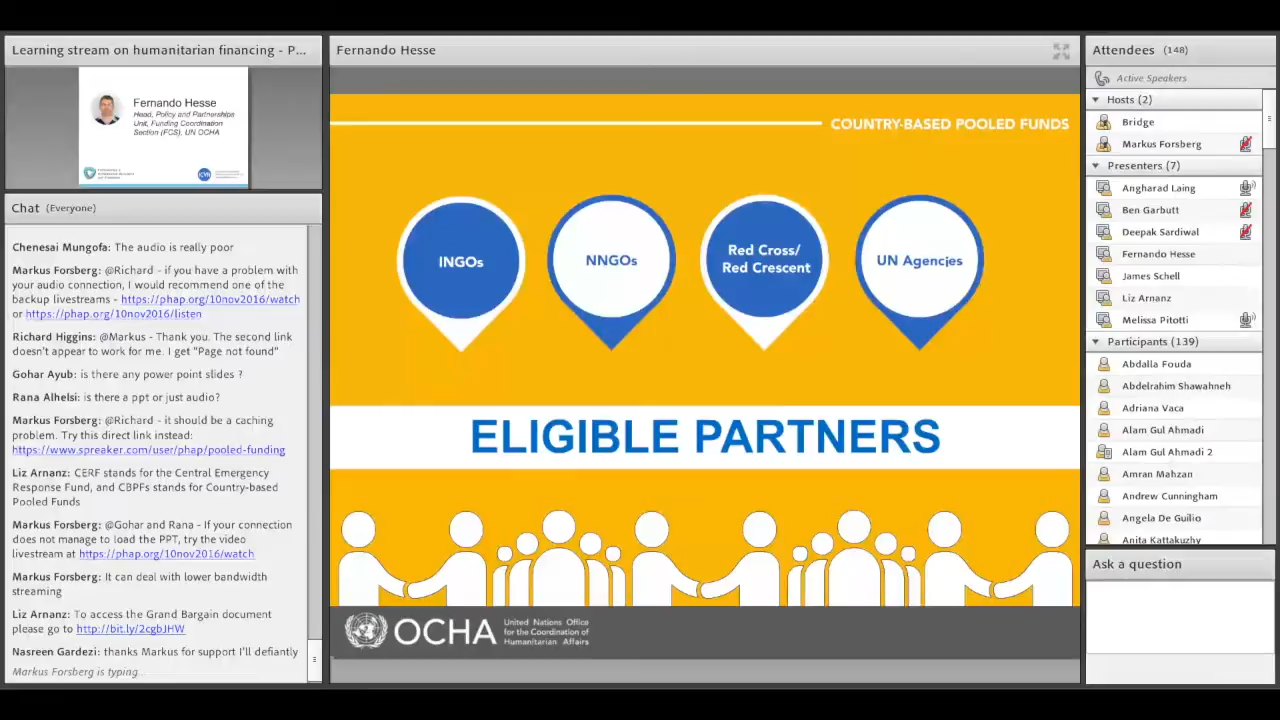 Learning stream on humanitarian financing - P...
Fernando Hesse
Head, Policy and Partnerships
Unit, Funding Coordination
Section (FCS), UN OCHA
Chat (Everyone)
Chenesai Mungofa: The audio is really poor
Markus Forsberg: @Richard - if you have a problem with
your audio connection, I would recommend one of the
backup livestreams - https://phap.org/10nov2016/watch
or https://phap.org/10nov2016/listen
Richard Higgins: @Markus - Thank you. The second link
doesn't appear to work for me. I get "Page not found"
Gohar Ayub: is there any power point slides ?
Rana Alhelsi: is there a ppt or just audio?
Markus Forsberg: @Richard - it should be a caching
problem. Try this direct link instead:
https://www.spreaker.com/user/phap/pooled-funding
Liz Arnanz: CERF stands for the Central Emergency
Response Fund, and CBPFs stands for Country-based
Pooled Funds
Markus Forsberg: @Gohar and Rana - If your connection
does not manage to load the PPT, try the video
livestream at https://phap.org/10nov2016/watch
Markus Forsberg: It can deal with lower bandwidth
streaming
Liz Arnanz: To access the Grand Bargain document
please go to http://bit.ly/2cgbJHW
Nasreen Gardezi: thanks Markus for support I'll defiantly
Markus Forsberg is typing...
Fernando Hesse
COUNTRY-BASED POOLED FUNDS
INGOs
NNGOs
Red Cross/
Red Crescent
UN Agencies
ELIGIBLE PARTNERS
OCHA
United Nations Office
for the Coordination of
Humanitarian Affairs
Attendees (148)
Active Speakers
Hosts (2)
Bridge
Markus Forsberg
Presenters (7)
Angharad Laing
Ben Garbutt
Deepak Sardiwal
Fernando Hesse
James Schell
Liz Arnanz
Melissa Pitotti
Participants (139)
Abdalla Fouda
Abdelrahim Shawahneh
Adriana Vaca
Alam Gul Ahmadi
Alam Gul Ahmadi 2
Amran Mahzan
Andrew Cunningham
Angela De Guilio
Anita Kattakuzhy
Ask a question